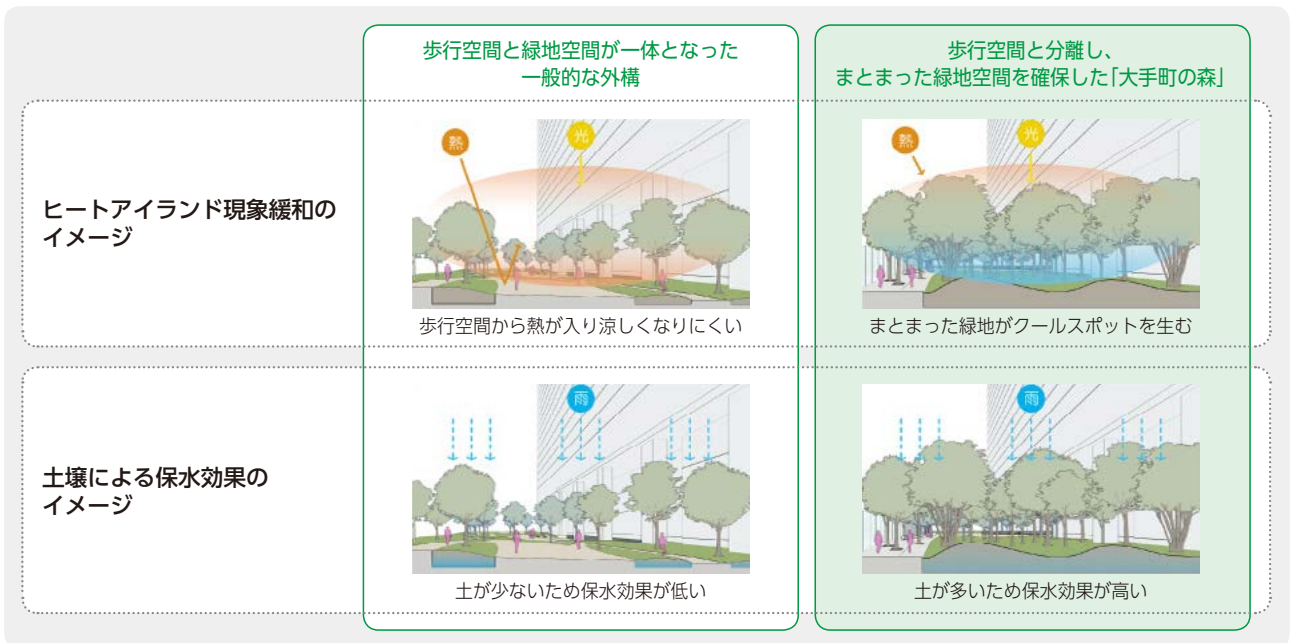 歩行空間と緑地空間が一体となった
一般的な外構
歩行空間と分離し、
まとまった緑地空間を確保した「大手町の森」
ヒートアイランド現象緩和の
イメージ
熱
光
歩行空間から熱が入り涼しくなりにくい
熱
光
まとまった緑地がクールスポットを生む
土壌による保水効果の
イメージ
雨
土が少ないため保水効果が低い
雨
土が多いため保水効果が高い